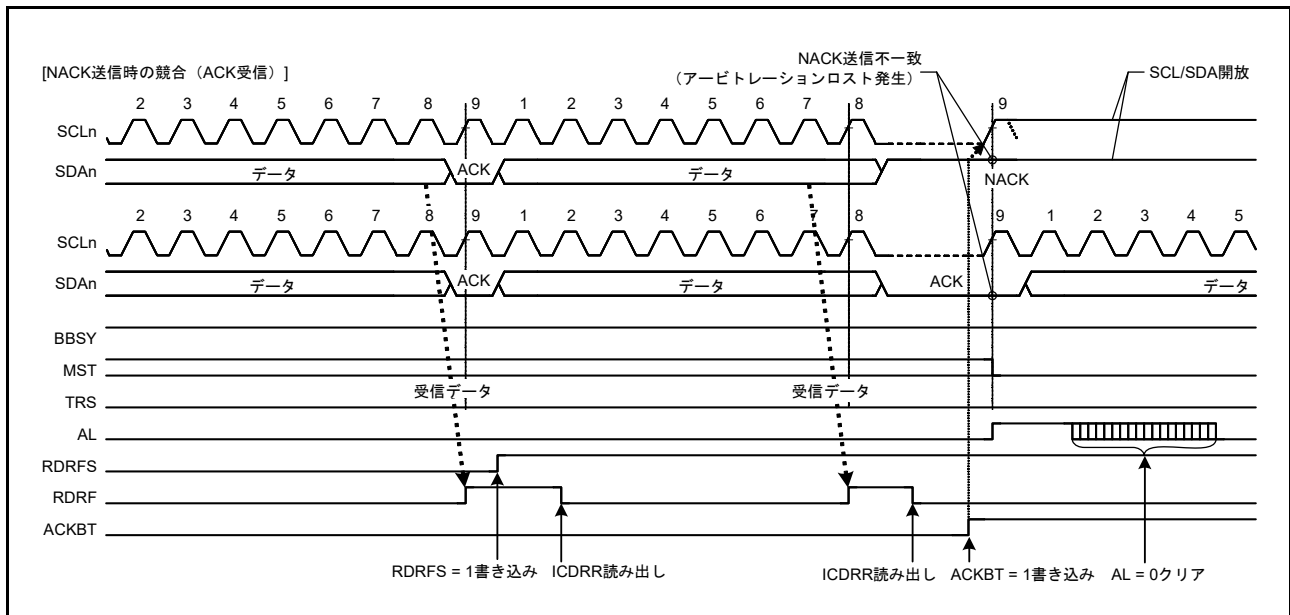 [NACK送信時の競合（ACK受信）]
NACK送信不一致
（アービトレーションロスト発生）
SCL/SDA開放
2 3 4 5 6 7 8 9 1 2 3 4 5 6 7 8 9
SCLn
SDAn データ ACK データ NACK
2 3 4 5 6 7 8 9 1 2 3 4 5 6 7 8 9 1 2 3 4 5
SCLn
SDAn データ ACK データ ACK データ
BBSY
MST
受信データ 受信データ
TRS
AL
RDRFS
RDRF
ACKBT
RDRFS = 1書き込み ICDRR読み出し ICDRR読み出し ACKBT = 1書き込み AL = 0クリア